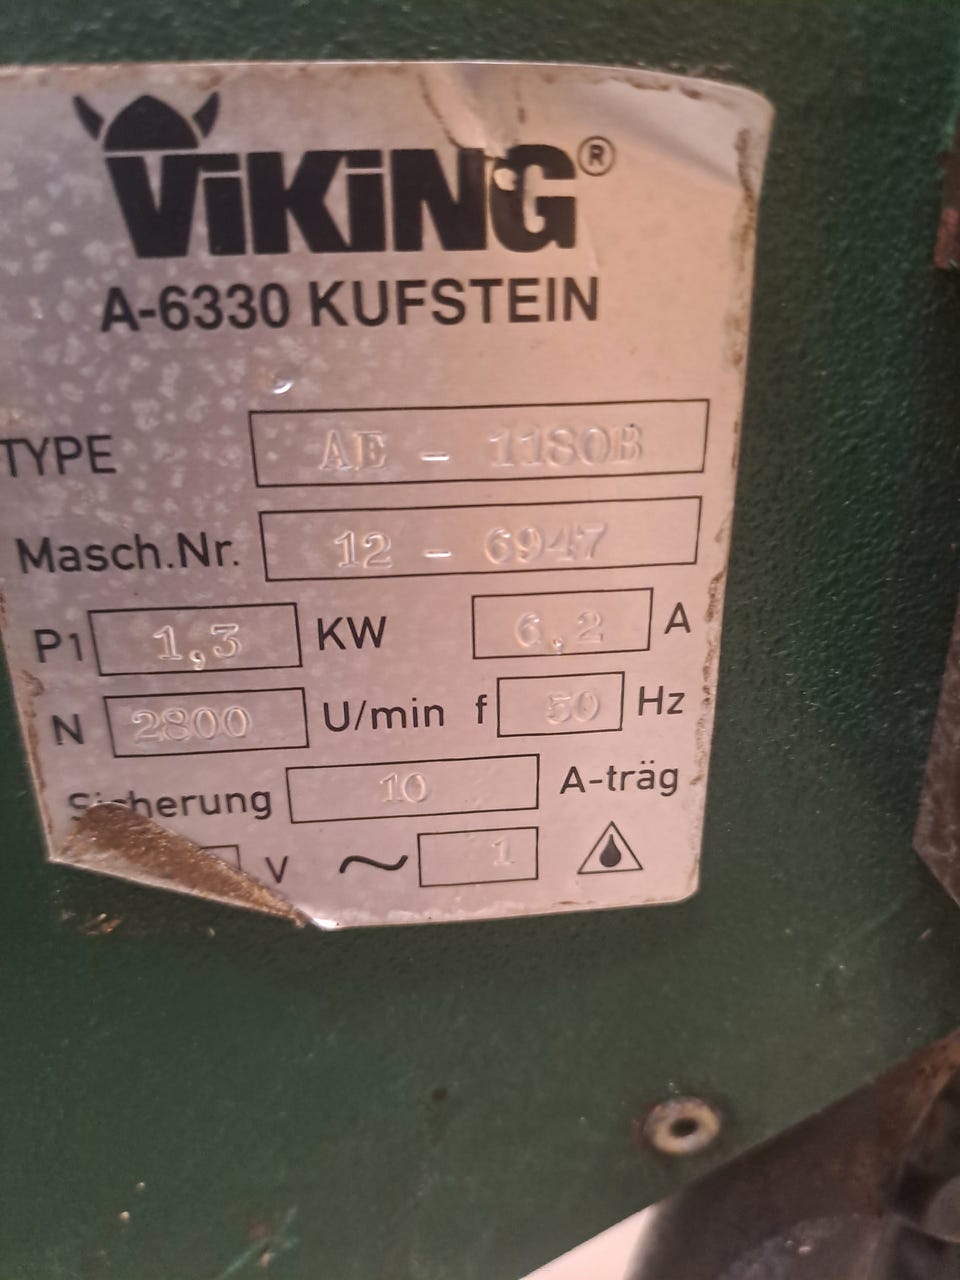 ViKiNG®
A-6330 KUFSTEIN
TYPE AE - 1180B
Masch.Nr. 12 - 6947
P1 1,3 KW 6,2 A
N 2800 U/min f 50 Hz
Sicherung 10 A-träg
V ~ 1